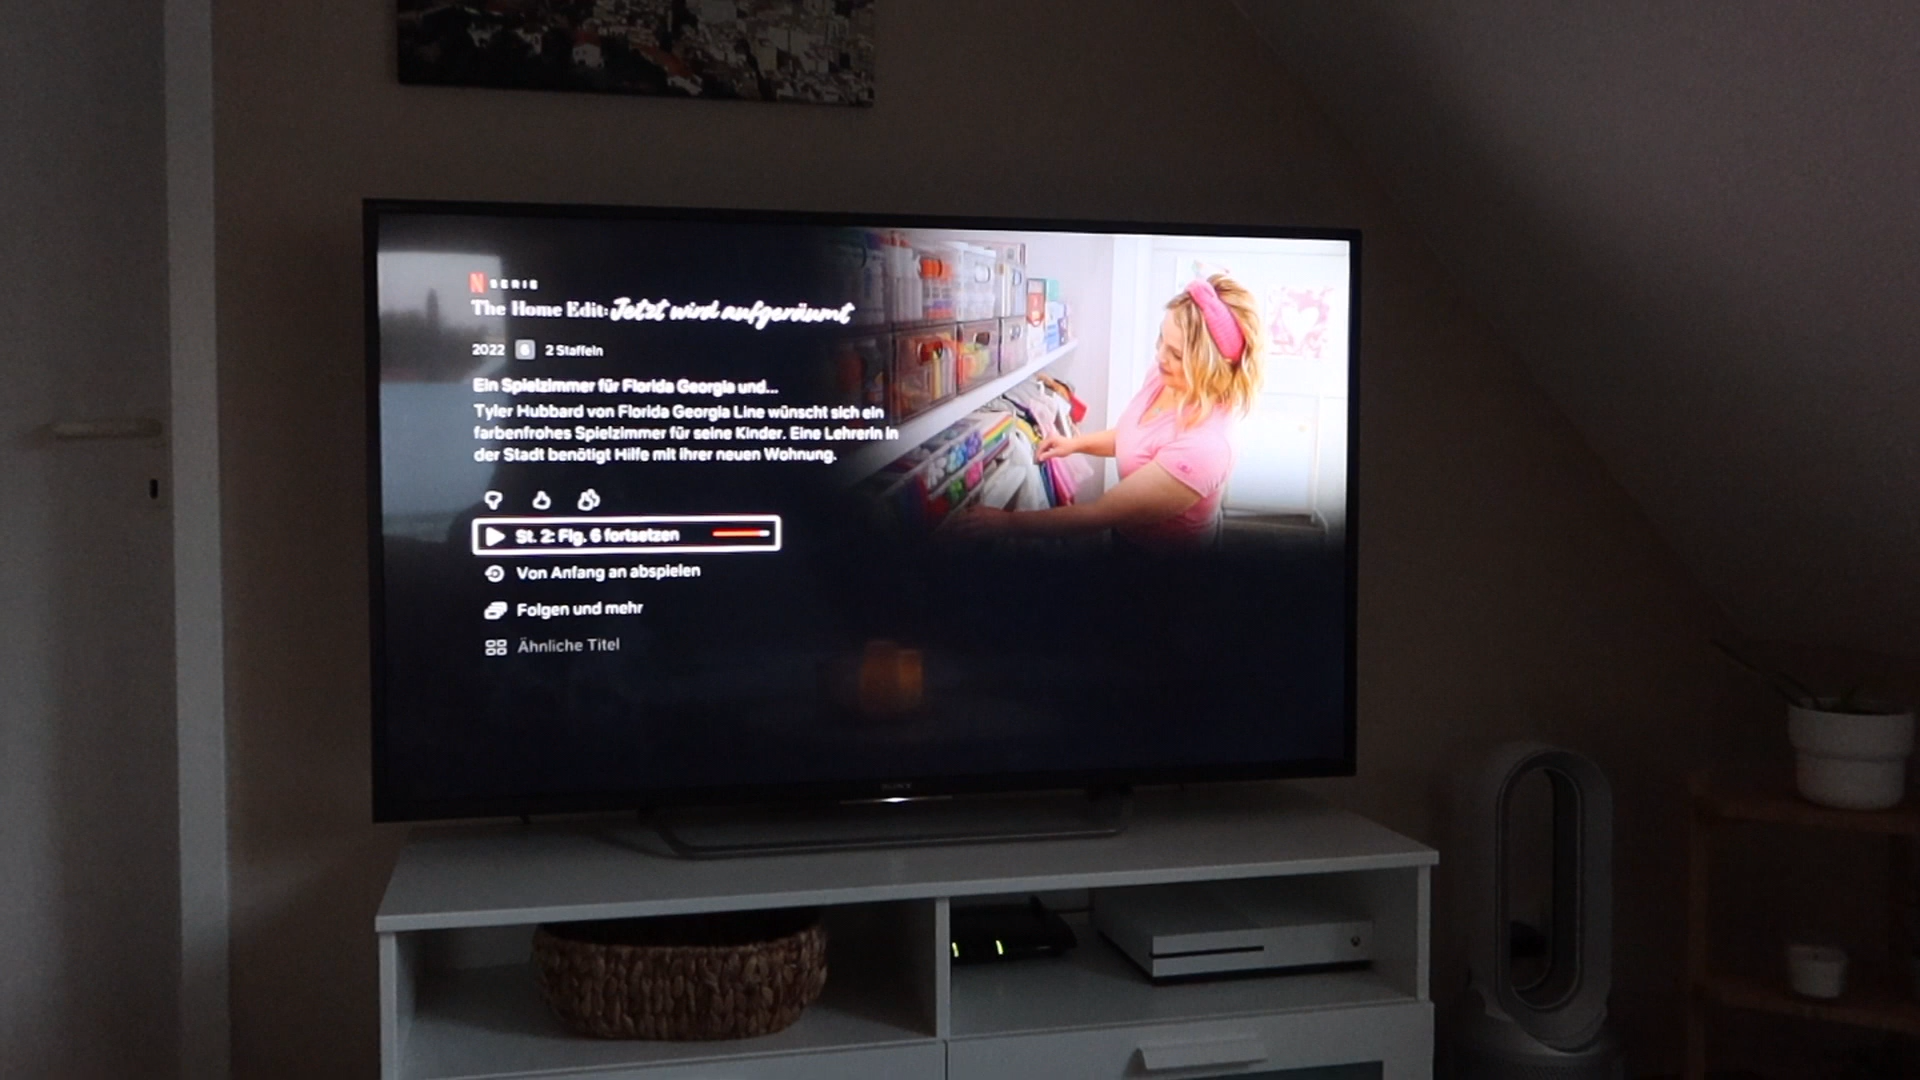 N SERIE
The Home Edit: Jetzt wird aufgeräumt
2022 6 2 Staffeln
Ein Spielzimmer für Florida Georgia und...
Tyler Hubbard von Florida Georgia Line wünscht sich ein
farbenfrohes Spielzimmer für seine Kinder. Eine Lehrerin in
der Stadt benötigt Hilfe mit ihrer neuen Wohnung.
St. 2: Flg. 6 fortsetzen
Von Anfang an abspielen
Folgen und mehr
Ähnliche Titel
SONY